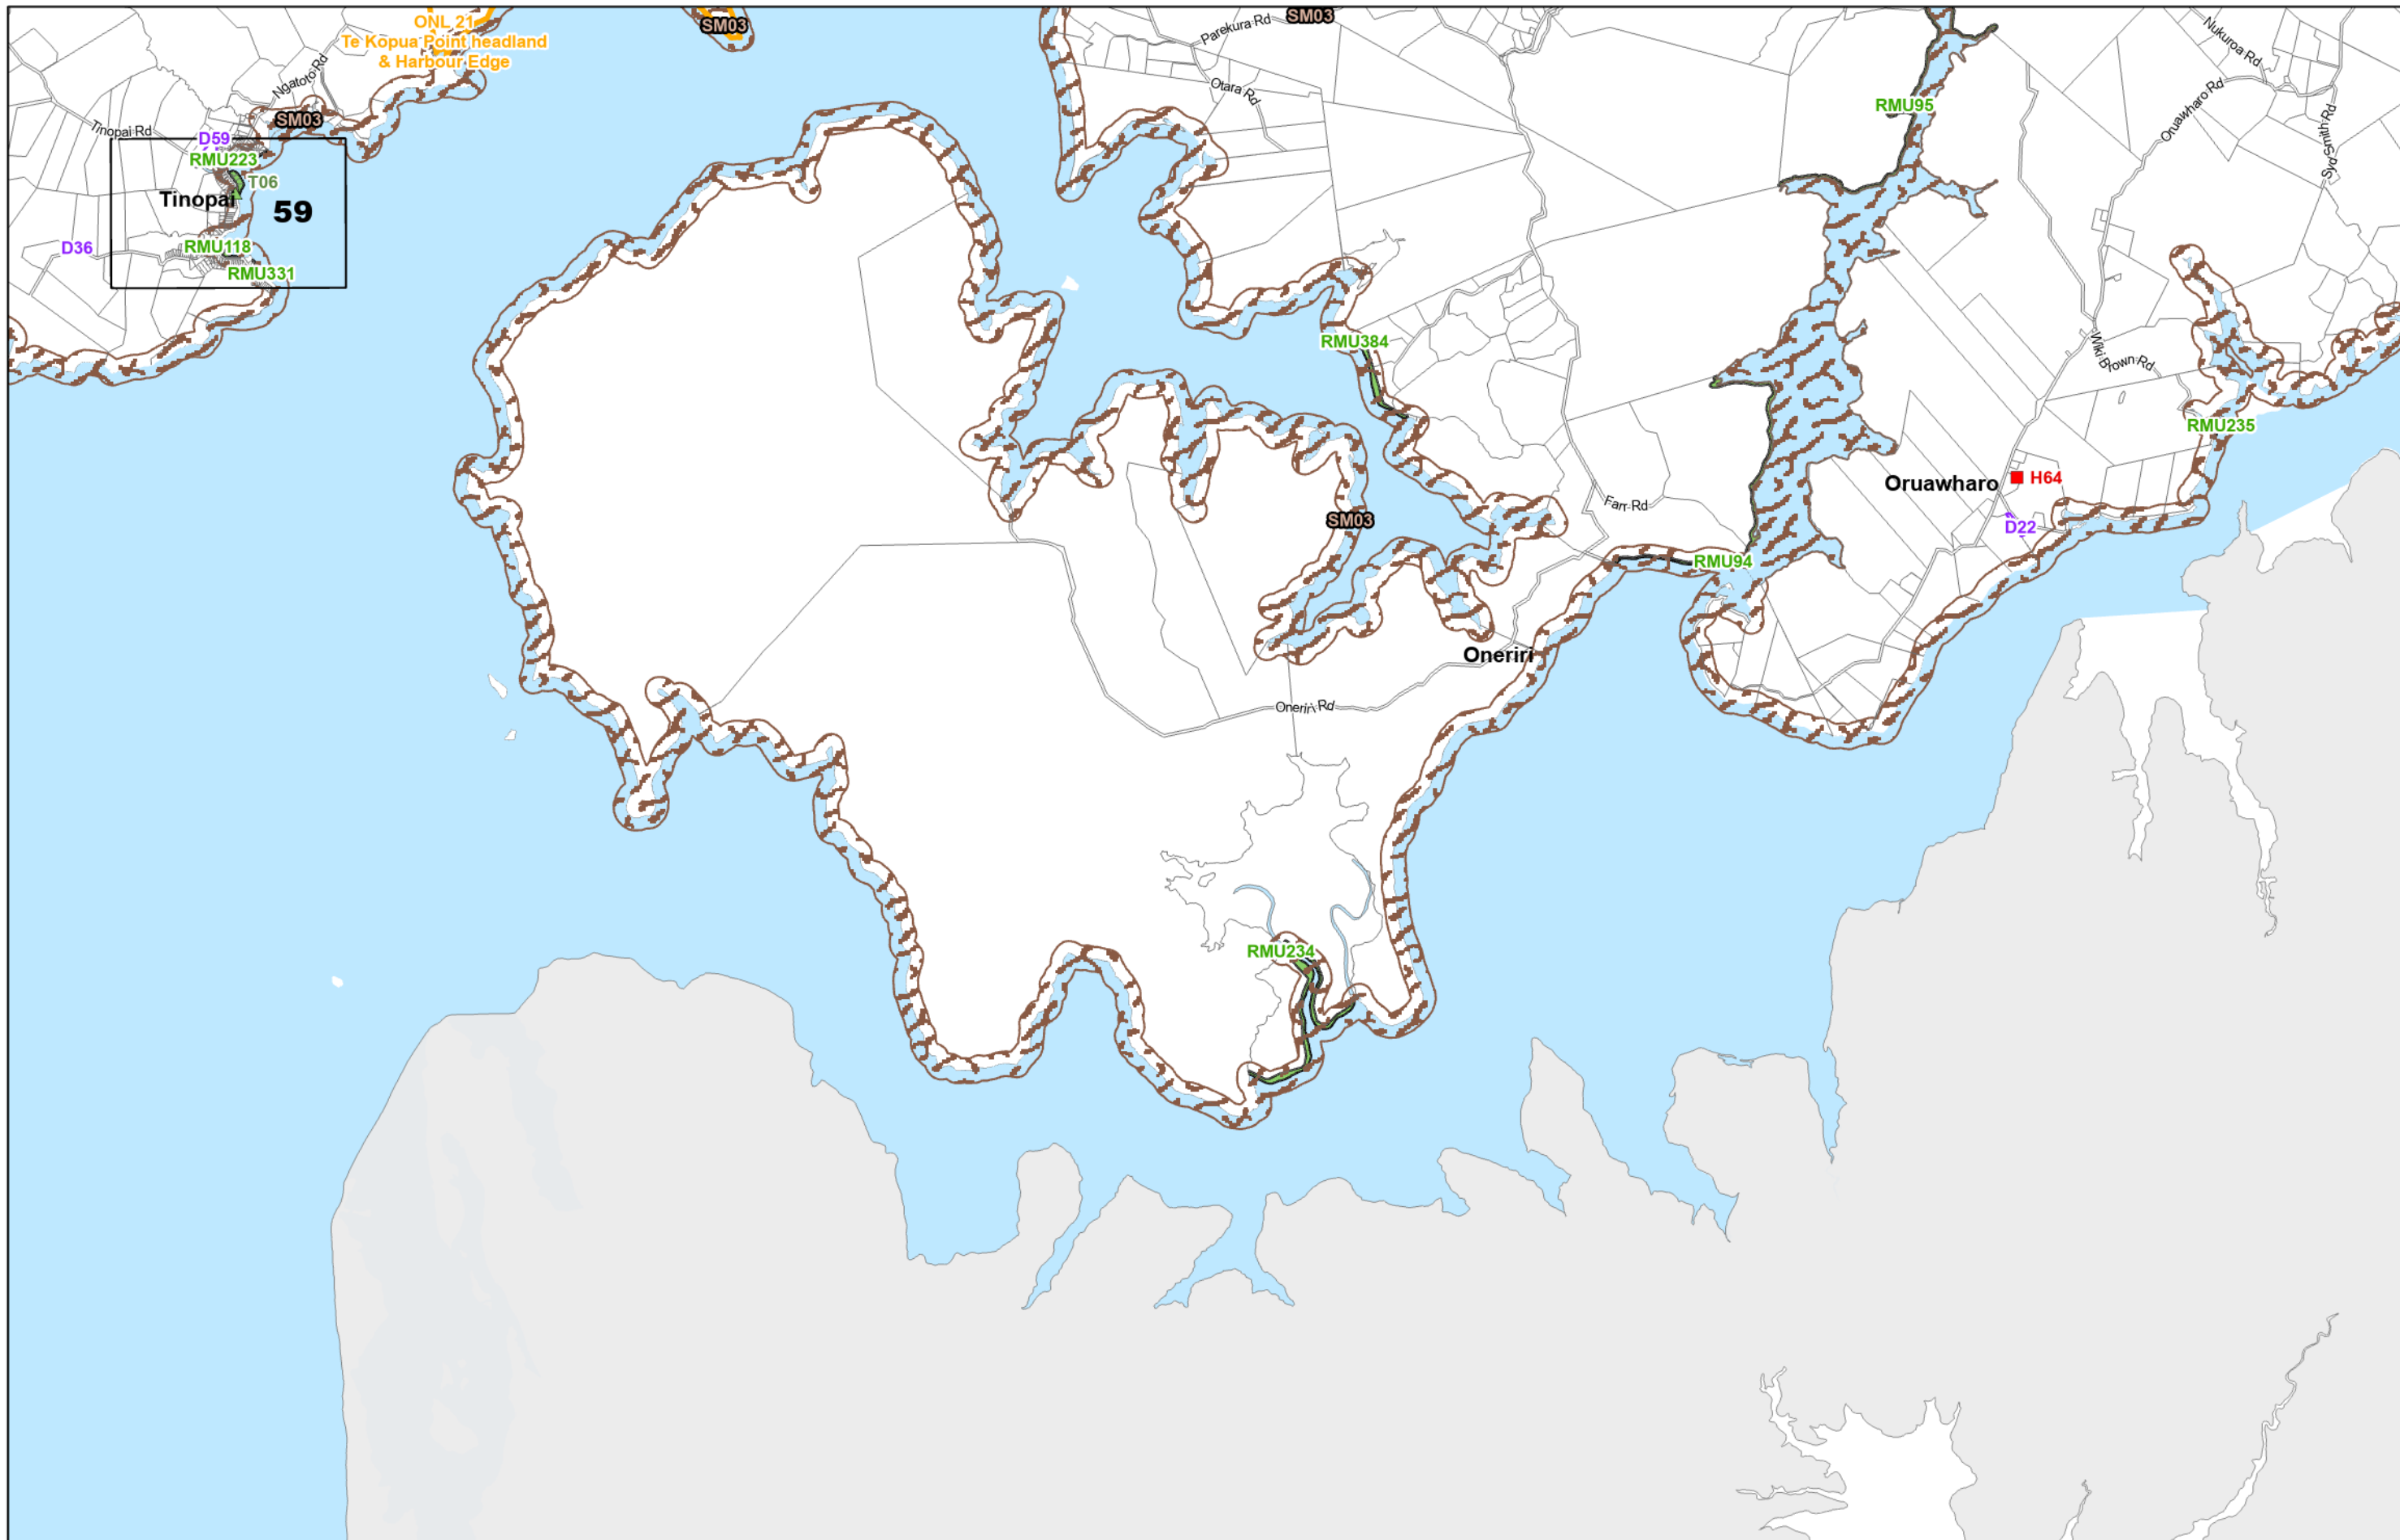 ONL 21
Te Kopua Point headland
& Harbour Edge
SM03
SM03
Parekura Rd
Nukuroa Rd
Ngatoto Rd
Otara Rd
Oruawharo Rd
RMU95
SM03
Tinopai Rd
Syd Smith Rd
D59
RMU223
T06
Tinopai
59
D36
RMU118
RMU331
RMU384
Wiki Brown Rd
RMU235
Oruawharo
H64
Farr Rd
SM03
D22
RMU94
Oneriri
Oneriri Rd
RMU234